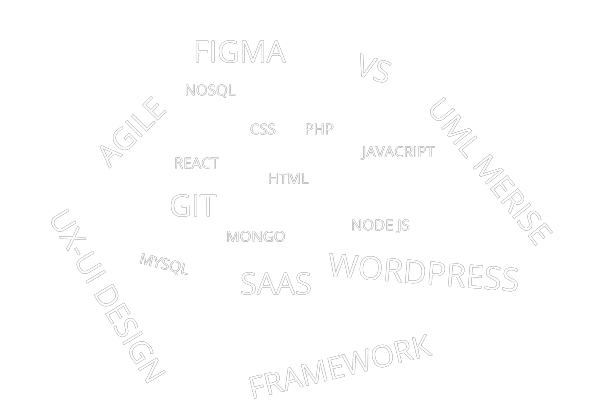 FIGMA
VS
NOSQL
AGILE
UML MERISE
CSS
PHP
JAVACRIPT
REACT
HTML
GIT
NODE JS
UX-UI DESIGN
MONGO
MYSQL
SAAS
WORDPRESS
FRAMEWORK